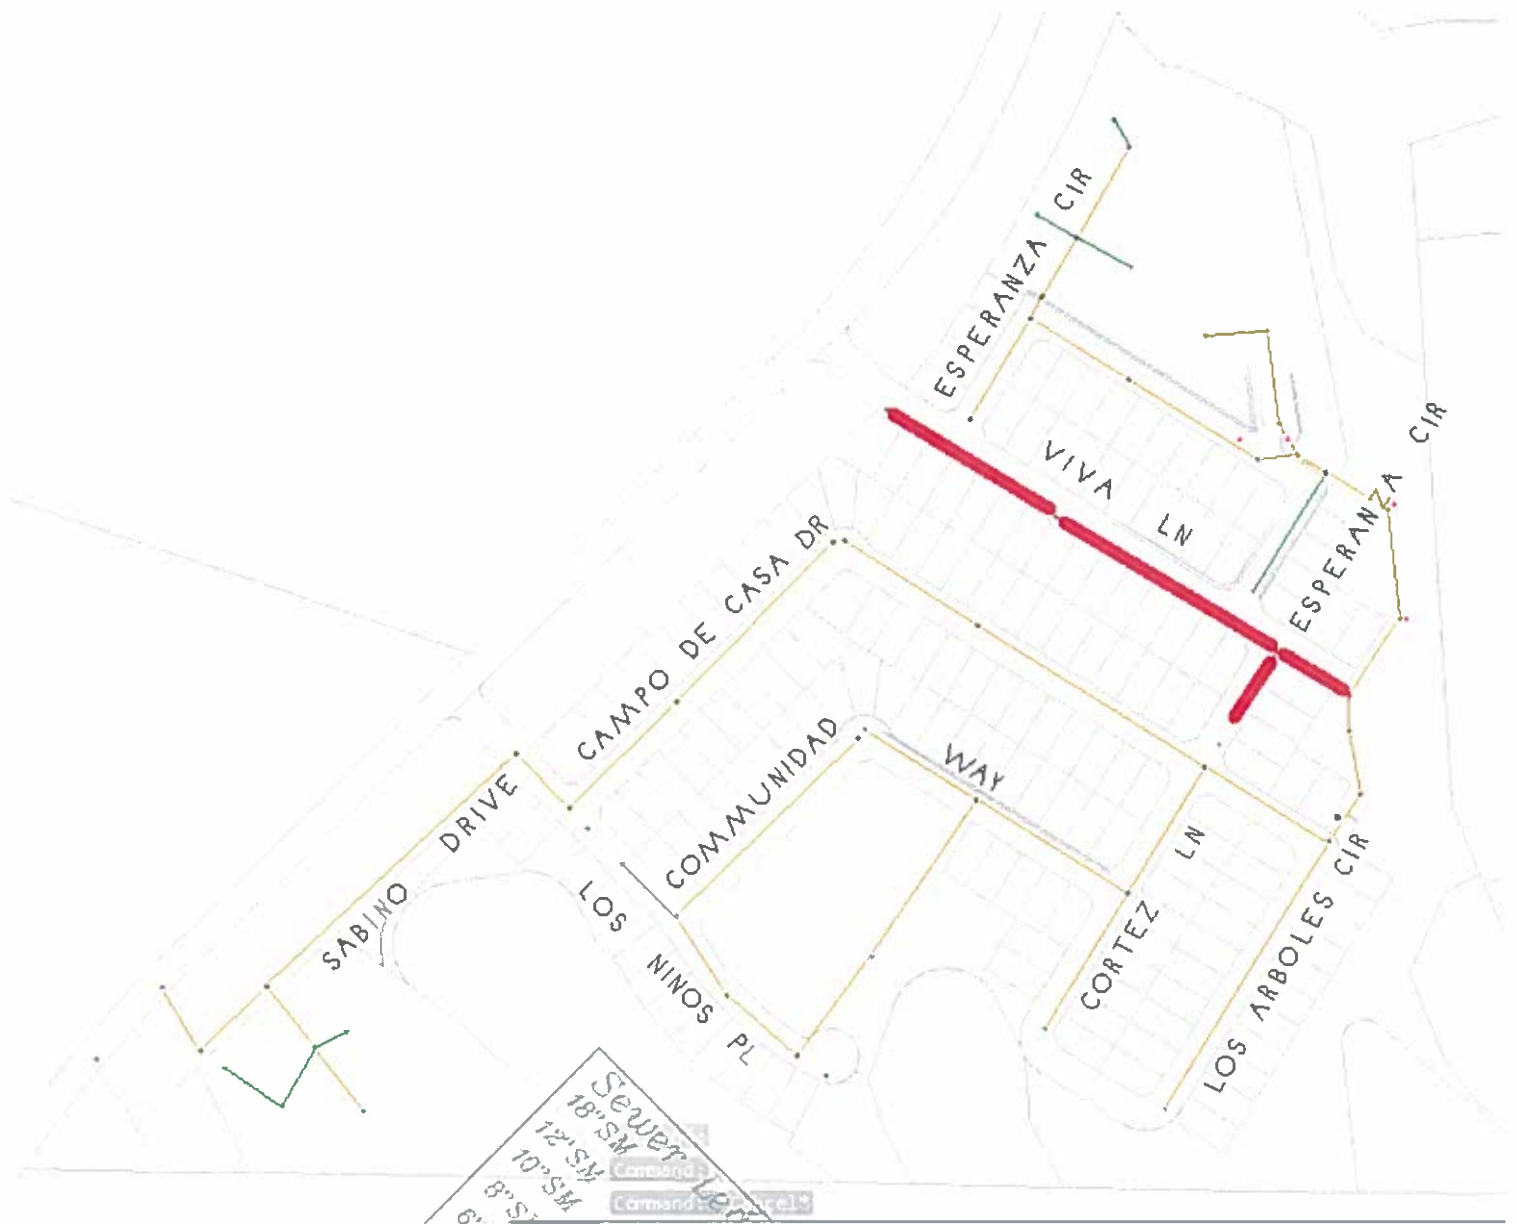 ESPERANZA CIR
VIVA LN
ESPERANZA CIR
CAMPO DE CASA DR
COMMUNIDAD WAY
SABINO DRIVE
LOS NINOS PL
CORTEZ LN
LOS ARBOLES CIR
Sewer
18" SM
12" SM
10" SM
Command:
Command: